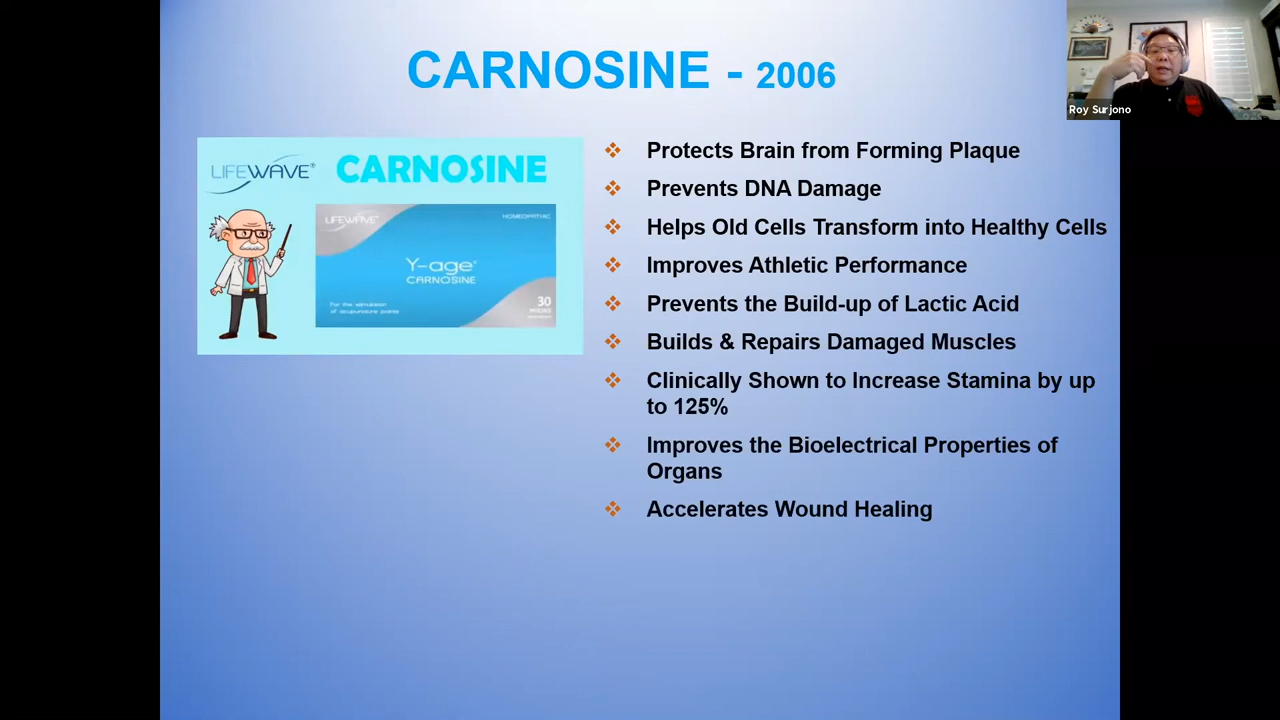 CARNOSINE - 2006
Roy Surjono
LIFEWAVE®
CARNOSINE
LIFEWAVE
HOMEOPATHIC
Y-age®
CARNOSINE
For the stimulation
of acupuncture points
30
Protects Brain from Forming Plaque
Prevents DNA Damage
Helps Old Cells Transform into Healthy Cells
Improves Athletic Performance
Prevents the Build-up of Lactic Acid
Builds & Repairs Damaged Muscles
Clinically Shown to Increase Stamina by up
to 125%
Improves the Bioelectrical Properties of
Organs
Accelerates Wound Healing